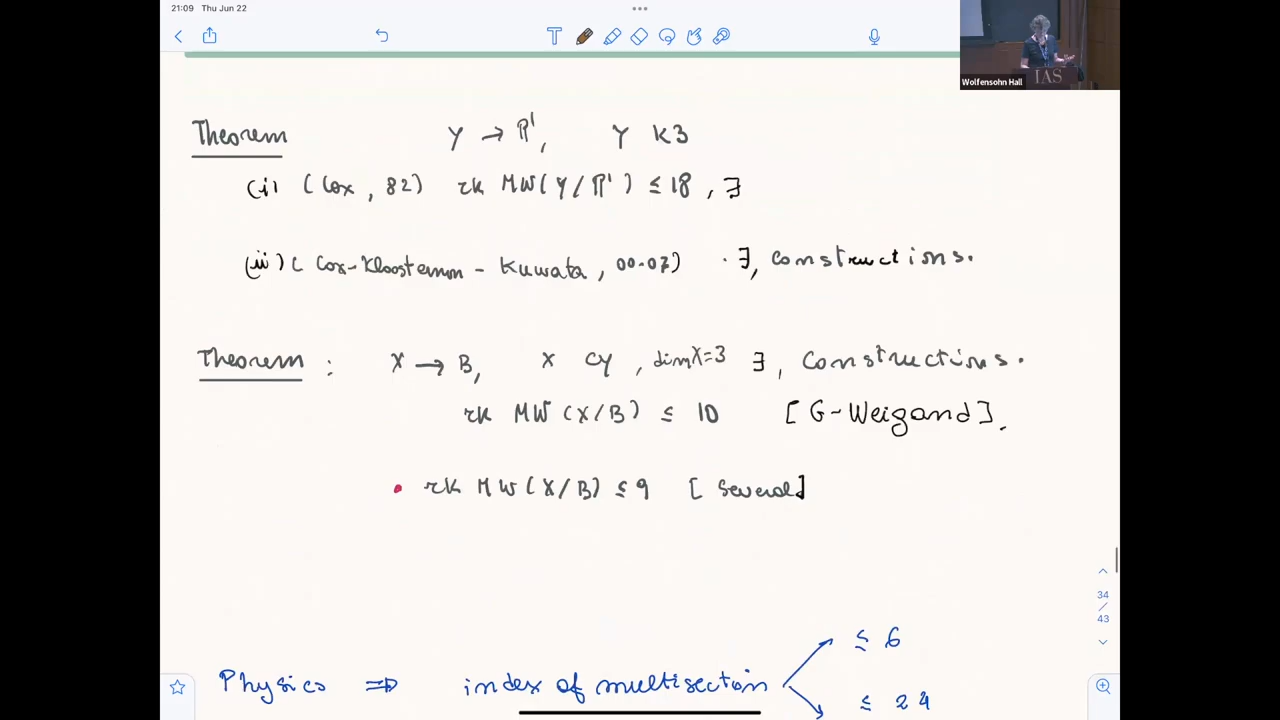 21:09 Thu Jun 22
Wolfensohn Hall
IAS
Theorem Y → ℙ¹, Y K3
(i) (Cox, 82) rk MW(Y/ℙ¹) ≤ 18, ∃
(ii) ( Cox-Kloosterman - Kuwata, 00-07) · ∃, constructions.
Theorem : X → B, X CY, dim X=3 ∃, Constructions.
rk MW (X/B) ≤ 10 [G-Weigand].
• rk MW(X/B) ≤ 9 [Several]
34
/
43
Physics ⇒ index of multisection ≤ 6
≤ 24